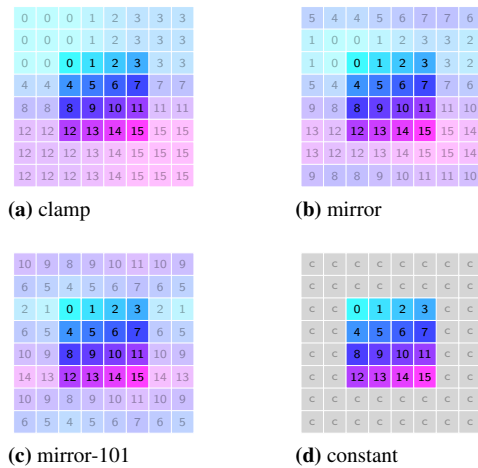 0 0 0 1 2 3 3 3
0 0 0 1 2 3 3 3
0 0 0 1 2 3 3 3
4 4 4 5 6 7 7 7
8 8 8 9 10 11 11 11
12 12 12 13 14 15 15 15
12 12 12 13 14 15 15 15
12 12 12 13 14 15 15 15
(a) clamp
5 4 4 5 6 7 7 6
1 0 0 1 2 3 3 2
1 0 0 1 2 3 3 2
5 4 4 5 6 7 7 6
9 8 8 9 10 11 11 10
13 12 12 13 14 15 15 14
13 12 12 13 14 15 15 14
9 8 8 9 10 11 11 10
(b) mirror
10 9 8 9 10 11 10 9
6 5 4 5 6 7 6 5
2 1 0 1 2 3 2 1
6 5 4 5 6 7 6 5
10 9 8 9 10 11 10 9
14 13 12 13 14 15 14 13
10 9 8 9 10 11 10 9
6 5 4 5 6 7 6 5
(c) mirror-101
c c c c c c c c
c c c c c c c c
c c 0 1 2 3 c c
c c 4 5 6 7 c c
c c 8 9 10 11 c c
c c 12 13 14 15 c c
c c c c c c c c
c c c c c c c c
(d) constant